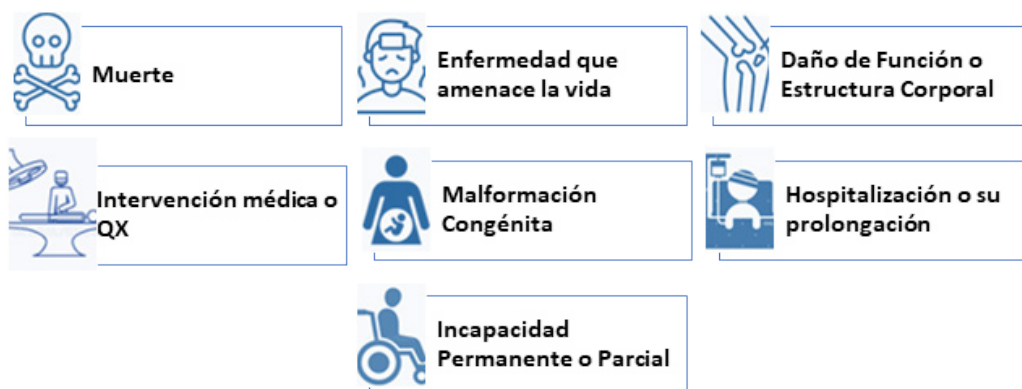 Muerte
Enfermedad que
amenace la vida
Daño de Función o
Estructura Corporal
Intervención médica o
QX
Malformación
Congénita
Hospitalización o su
prolongación
Incapacidad
Permanente o Parcial